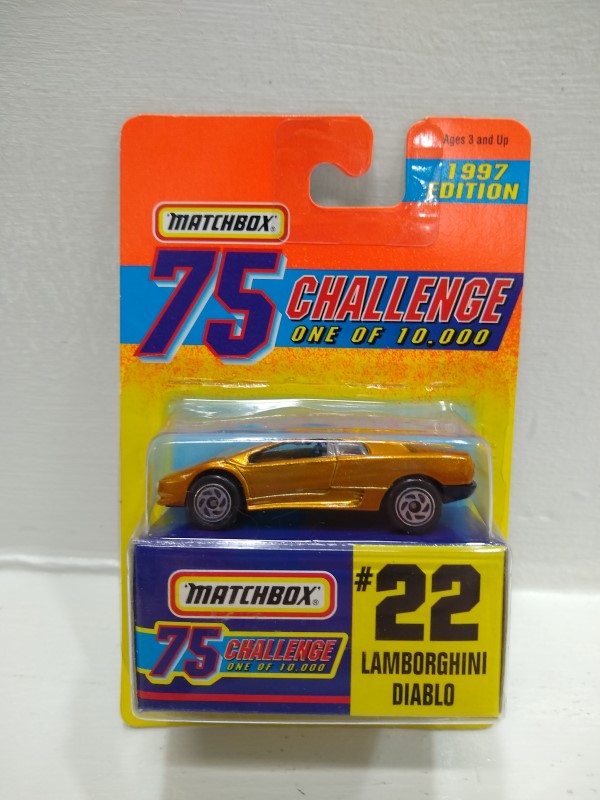 Ages 3 and Up
1997
EDITION
MATCHBOX®
75 CHALLENGE
ONE OF 10.000
MATCHBOX®
75 CHALLENGE
ONE OF 10.000
#22
LAMBORGHINI
DIABLO